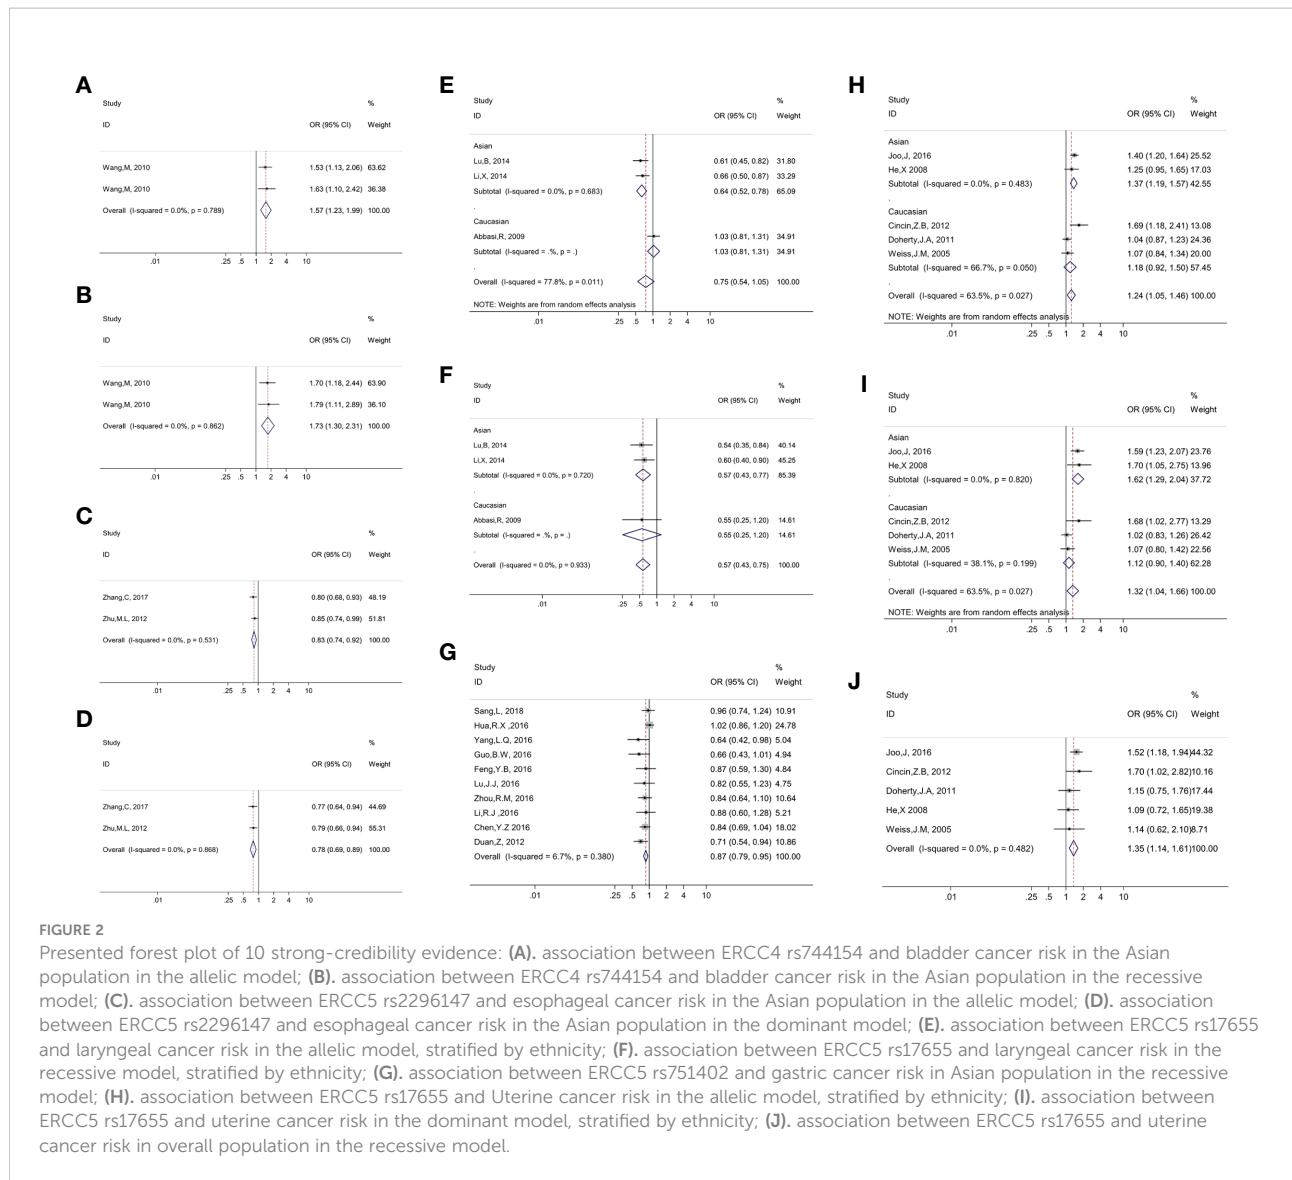 A
Study %
ID OR (95% CI) Weight
Wang,M, 2010 1.53 (1.13, 2.06) 63.62
Wang,M, 2010 1.63 (1.10, 2.42) 36.38
Overall (I-squared = 0.0%, p = 0.789) 1.57 (1.23, 1.99) 100.00
.01 .25 .5 1 2 4 10
B
Study %
ID OR (95% CI) Weight
Wang,M, 2010 1.70 (1.18, 2.44) 63.90
Wang,M, 2010 1.79 (1.11, 2.89) 36.10
Overall (I-squared = 0.0%, p = 0.862) 1.73 (1.30, 2.31) 100.00
.01 .25 .5 1 2 4 10
C
Study %
ID OR (95% CI) Weight
Zhang,C, 2017 0.80 (0.68, 0.93) 48.19
Zhu,M.L, 2012 0.85 (0.74, 0.99) 51.81
Overall (I-squared = 0.0%, p = 0.531) 0.83 (0.74, 0.92) 100.00
.01 .25 .5 1 2 4 10
D
Study %
ID OR (95% CI) Weight
Zhang,C, 2017 0.77 (0.64, 0.94) 44.69
Zhu,M.L, 2012 0.79 (0.66, 0.94) 55.31
Overall (I-squared = 0.0%, p = 0.868) 0.78 (0.69, 0.89) 100.00
.01 .25 .5 1 2 4 10
E
Study %
ID OR (95% CI) Weight
Asian
Lu,B, 2014 0.61 (0.45, 0.82) 31.80
Li,X, 2014 0.66 (0.50, 0.87) 33.29
Subtotal (I-squared = 0.0%, p = 0.683) 0.64 (0.52, 0.78) 65.09
.
Caucasian
Abbasi,R, 2009 1.03 (0.81, 1.31) 34.91
Subtotal (I-squared = .%, p = .) 1.03 (0.81, 1.31) 34.91
.
Overall (I-squared = 77.8%, p = 0.011) 0.75 (0.54, 1.05) 100.00
NOTE: Weights are from random effects analysis
.01 .25 .5 1 2 4 10
F
Study %
ID OR (95% CI) Weight
Asian
Lu,B, 2014 0.54 (0.35, 0.84) 40.14
Li,X, 2014 0.60 (0.40, 0.90) 45.25
Subtotal (I-squared = 0.0%, p = 0.720) 0.57 (0.43, 0.77) 85.39
.
Caucasian
Abbasi,R, 2009 0.55 (0.25, 1.20) 14.61
Subtotal (I-squared = .%, p = .) 0.55 (0.25, 1.20) 14.61
.
Overall (I-squared = 0.0%, p = 0.933) 0.57 (0.43, 0.75) 100.00
.01 .25 .5 1 2 4 10
G
Study %
ID OR (95% CI) Weight
Sang,L, 2018 0.96 (0.74, 1.24) 10.91
Hua,R.X ,2016 1.02 (0.86, 1.20) 24.78
Yang,L.Q, 2016 0.64 (0.42, 0.98) 5.04
Guo,B.W, 2016 0.66 (0.43, 1.01) 4.94
Feng,Y.B, 2016 0.87 (0.59, 1.30) 4.84
Lu,J.J, 2016 0.82 (0.55, 1.23) 4.75
Zhou,R.M, 2016 0.84 (0.64, 1.10) 10.64
Li,R.J ,2016 0.88 (0.60, 1.28) 5.21
Chen,Y.Z 2016 0.84 (0.69, 1.04) 18.02
Duan,Z, 2012 0.71 (0.54, 0.94) 10.86
Overall (I-squared = 6.7%, p = 0.380) 0.87 (0.79, 0.95) 100.00
.01 .25 .5 1 2 4 10
H
Study %
ID OR (95% CI) Weight
Asian
Joo,J, 2016 1.40 (1.20, 1.64) 25.52
He,X 2008 1.25 (0.95, 1.65) 17.03
Subtotal (I-squared = 0.0%, p = 0.483) 1.37 (1.19, 1.57) 42.55
.
Caucasian
Cincin,Z.B, 2012 1.69 (1.18, 2.41) 13.08
Doherty,J.A, 2011 1.04 (0.87, 1.23) 24.36
Weiss,J.M, 2005 1.07 (0.84, 1.34) 20.00
Subtotal (I-squared = 66.7%, p = 0.050) 1.18 (0.92, 1.50) 57.45
.
Overall (I-squared = 63.5%, p = 0.027) 1.24 (1.05, 1.46) 100.00
NOTE: Weights are from random effects analysis
.01 .25 .5 1 2 4 10
I
Study %
ID OR (95% CI) Weight
Asian
Joo,J, 2016 1.59 (1.23, 2.07) 23.76
He,X 2008 1.70 (1.05, 2.75) 13.96
Subtotal (I-squared = 0.0%, p = 0.820) 1.62 (1.29, 2.04) 37.72
.
Caucasian
Cincin,Z.B, 2012 1.68 (1.02, 2.77) 13.29
Doherty,J.A, 2011 1.02 (0.83, 1.26) 26.42
Weiss,J.M, 2005 1.07 (0.80, 1.42) 22.56
Subtotal (I-squared = 38.1%, p = 0.199) 1.12 (0.90, 1.40) 62.28
.
Overall (I-squared = 63.5%, p = 0.027) 1.32 (1.04, 1.66) 100.00
NOTE: Weights are from random effects analysis
.01 .25 .5 1 2 4 10
J
Study %
ID OR (95% CI) Weight
Joo,J, 2016 1.52 (1.18, 1.94)44.32
Cincin,Z.B, 2012 1.70 (1.02, 2.82)10.16
Doherty,J.A, 2011 1.15 (0.75, 1.76)17.44
He,X 2008 1.09 (0.72, 1.65)19.38
Weiss,J.M, 2005 1.14 (0.62, 2.10)8.71
Overall (I-squared = 0.0%, p = 0.482) 1.35 (1.14, 1.61)100.00
.01 .25 .5 1 2 4 10
FIGURE 2
Presented forest plot of 10 strong-credibility evidence: (A). association between ERCC4 rs744154 and bladder cancer risk in the Asian
population in the allelic model; (B). association between ERCC4 rs744154 and bladder cancer risk in the Asian population in the recessive
model; (C). association between ERCC5 rs2296147 and esophageal cancer risk in the Asian population in the allelic model; (D). association
between ERCC5 rs2296147 and esophageal cancer risk in the Asian population in the dominant model; (E). association between ERCC5 rs17655
and laryngeal cancer risk in the allelic model, stratified by ethnicity; (F). association between ERCC5 rs17655 and laryngeal cancer risk in the
recessive model, stratified by ethnicity; (G). association between ERCC5 rs751402 and gastric cancer risk in Asian population in the recessive
model; (H). association between ERCC5 rs17655 and Uterine cancer risk in the allelic model, stratified by ethnicity; (I). association between
ERCC5 rs17655 and uterine cancer risk in the dominant model, stratified by ethnicity; (J). association between ERCC5 rs17655 and uterine
cancer risk in overall population in the recessive model.